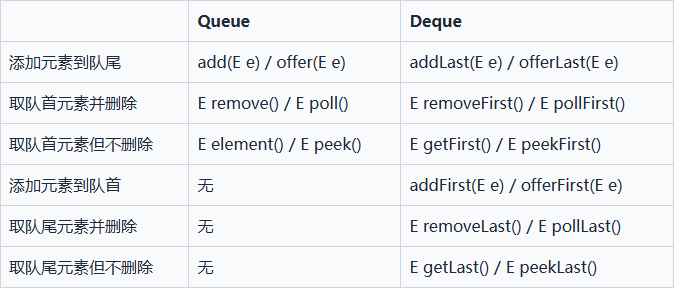 Queue Deque
添加元素到队尾 add(E e) / offer(E e) addLast(E e) / offerLast(E e)
取队首元素并删除 E remove() / E poll() E removeFirst() / E pollFirst()
取队首元素但不删除 E element() / E peek() E getFirst() / E peekFirst()
添加元素到队首 无 addFirst(E e) / offerFirst(E e)
取队尾元素并删除 无 E removeLast() / E pollLast()
取队尾元素但不删除 无 E getLast() / E peekLast()